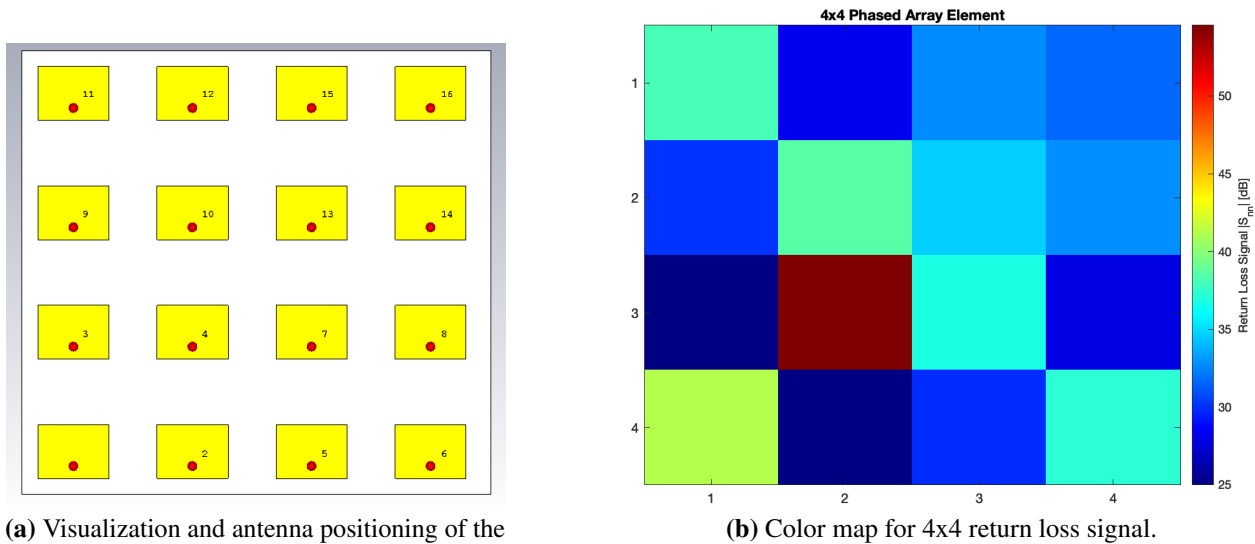 11 12 15 16
9 10 13 14
3 4 7 8
2 5 6
(a) Visualization and antenna positioning of the
4x4 Phased Array Element
1
2
3
4
1 2 3 4
50
45
40
35
30
25
Return Loss Signal |S_nn| [dB]
(b) Color map for 4x4 return loss signal.